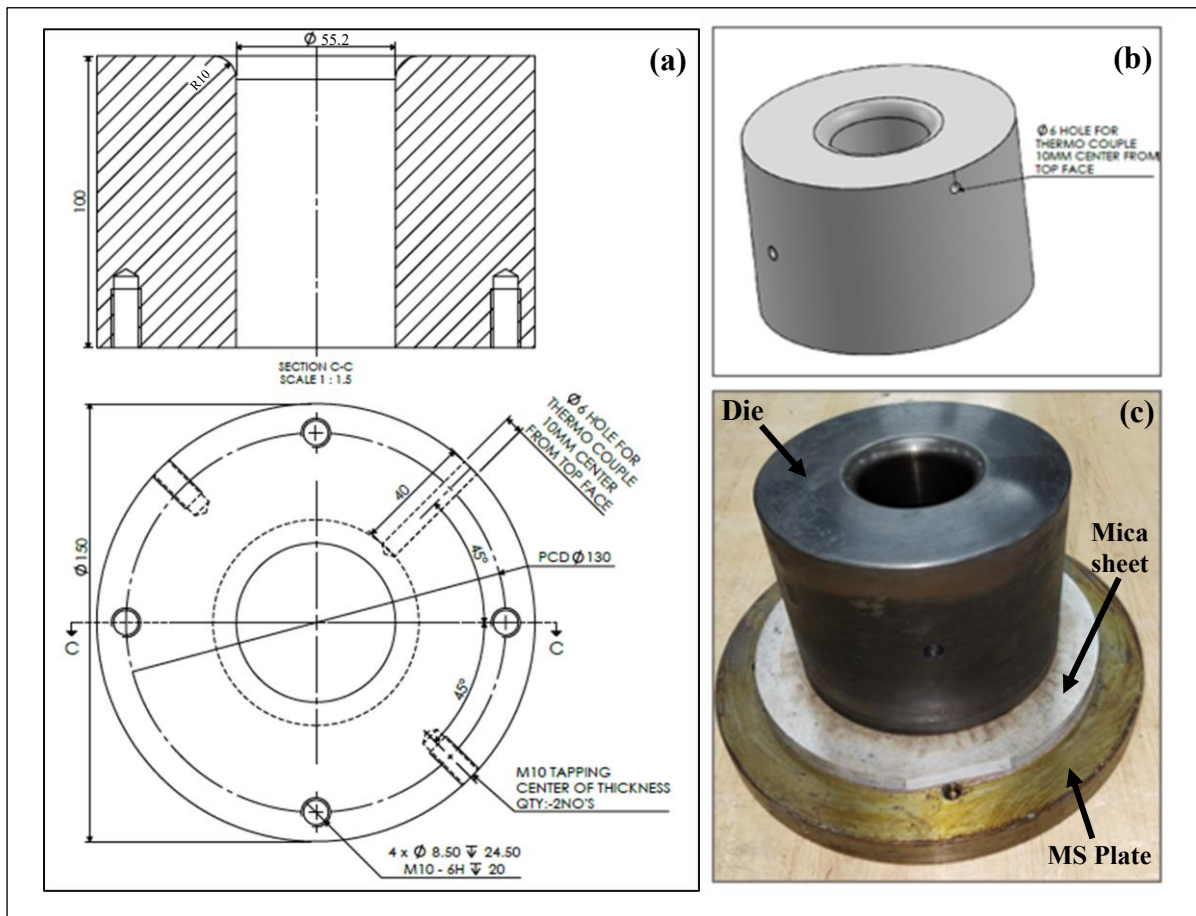 (a)
Φ 55.2
R10
100
SECTION C-C
SCALE 1 : 1.5
Φ 6 HOLE FOR
THERMO COUPLE
10MM CENTER
FROM TOP FACE
40
45°
PCD Φ 130
Φ 150
C
C
45°
M10 TAPPING
CENTER OF THICKNESS
QTY:-2NO'S
4 x Φ 8.50 ↧ 24.50
M10 - 6H ↧ 20
(b)
Φ 6 HOLE FOR
THERMO COUPLE
10MM CENTER FROM
TOP FACE
(c)
Die
Mica
sheet
MS Plate